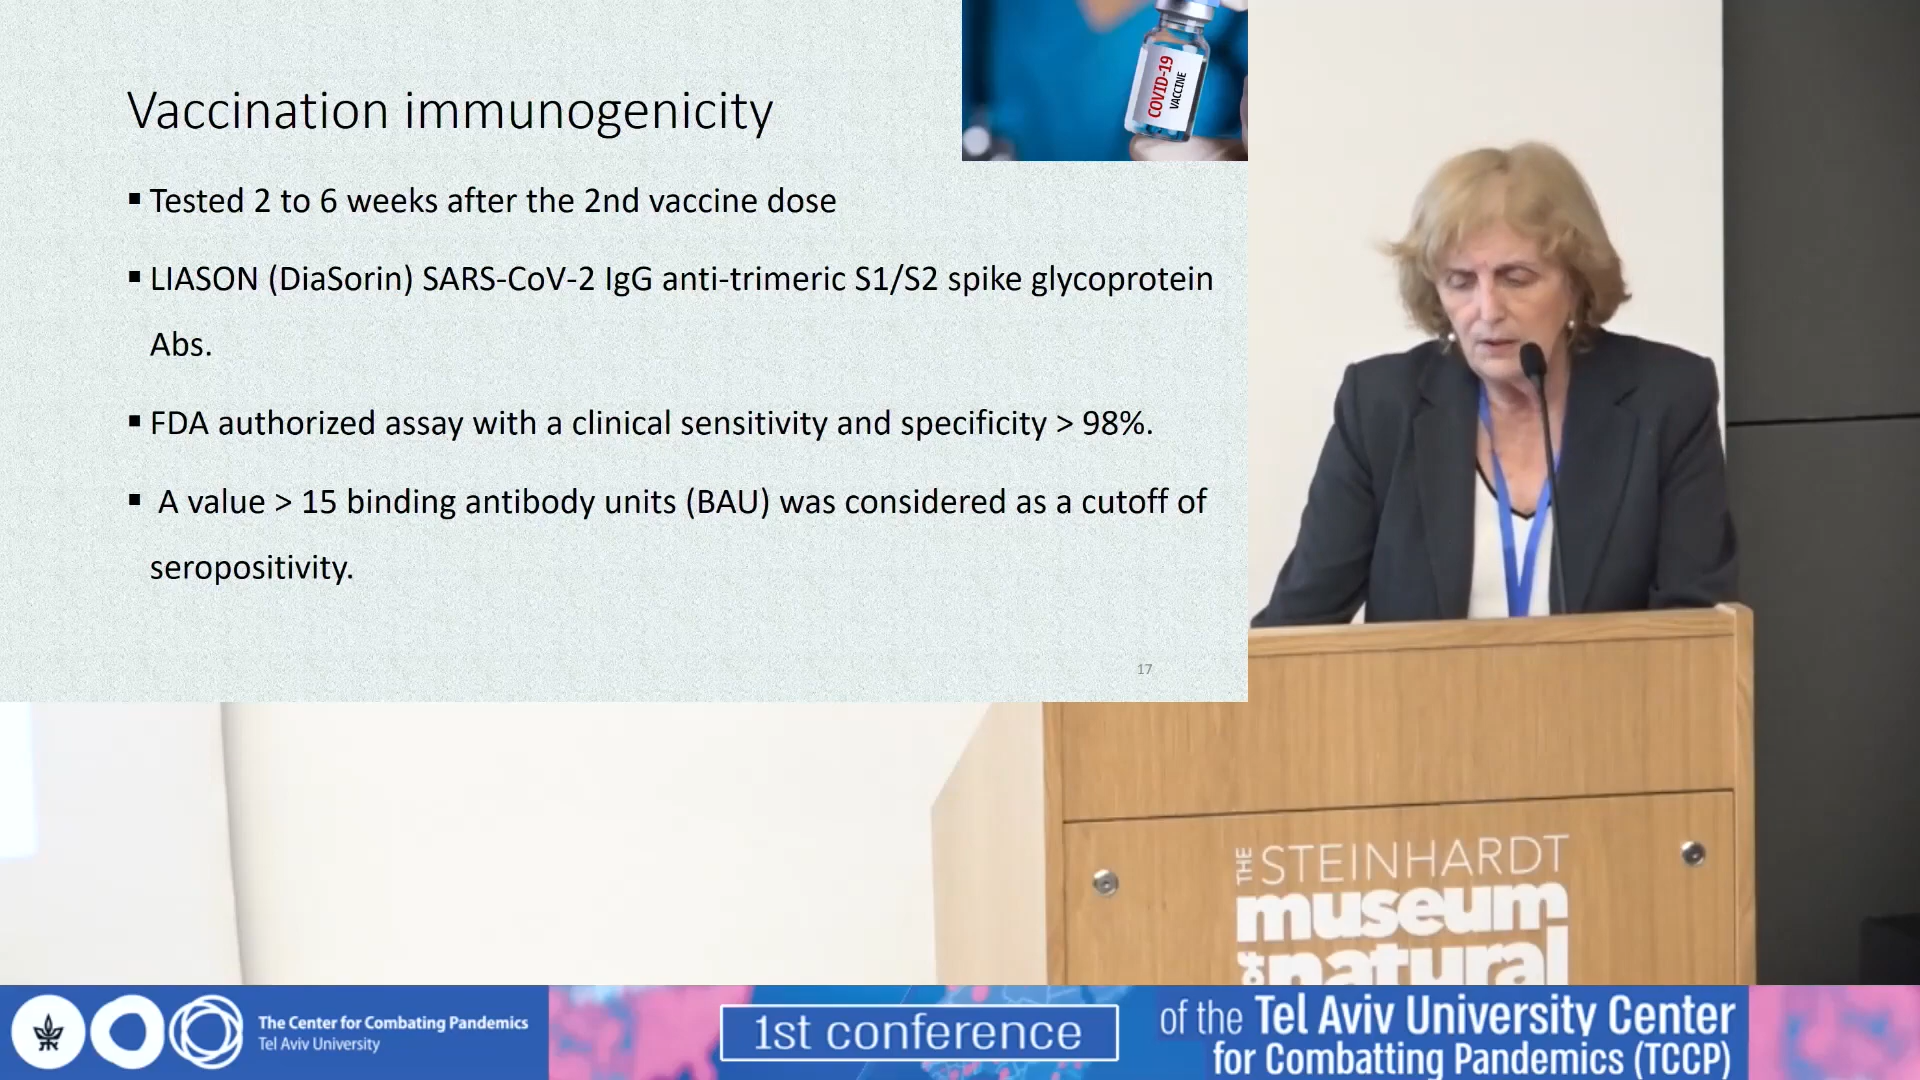 Vaccination immunogenicity
COVID-19
VACCINE
▪ Tested 2 to 6 weeks after the 2nd vaccine dose
▪ LIASON (DiaSorin) SARS-CoV-2 IgG anti-trimeric S1/S2 spike glycoprotein
Abs.
▪ FDA authorized assay with a clinical sensitivity and specificity > 98%.
▪ A value > 15 binding antibody units (BAU) was considered as a cutoff of
seropositivity.
17
THE STEINHARDT
museum
OF natural
The Center for Combating Pandemics
Tel Aviv University
1st conference
of the Tel Aviv University Center
for Combatting Pandemics (TCCP)